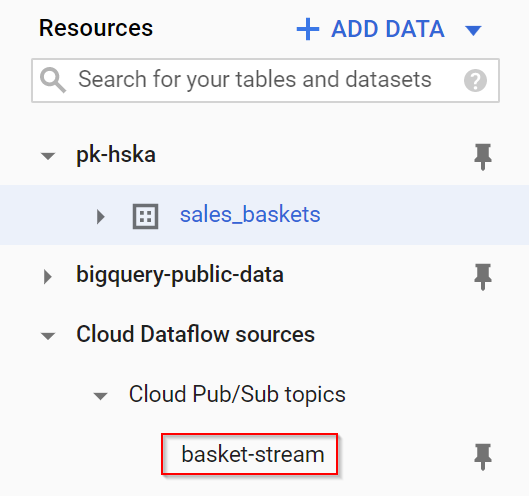 Resources + ADD DATA
Search for your tables and datasets ?
pk-hska
sales_baskets
bigquery-public-data
Cloud Dataflow sources
Cloud Pub/Sub topics
basket-stream